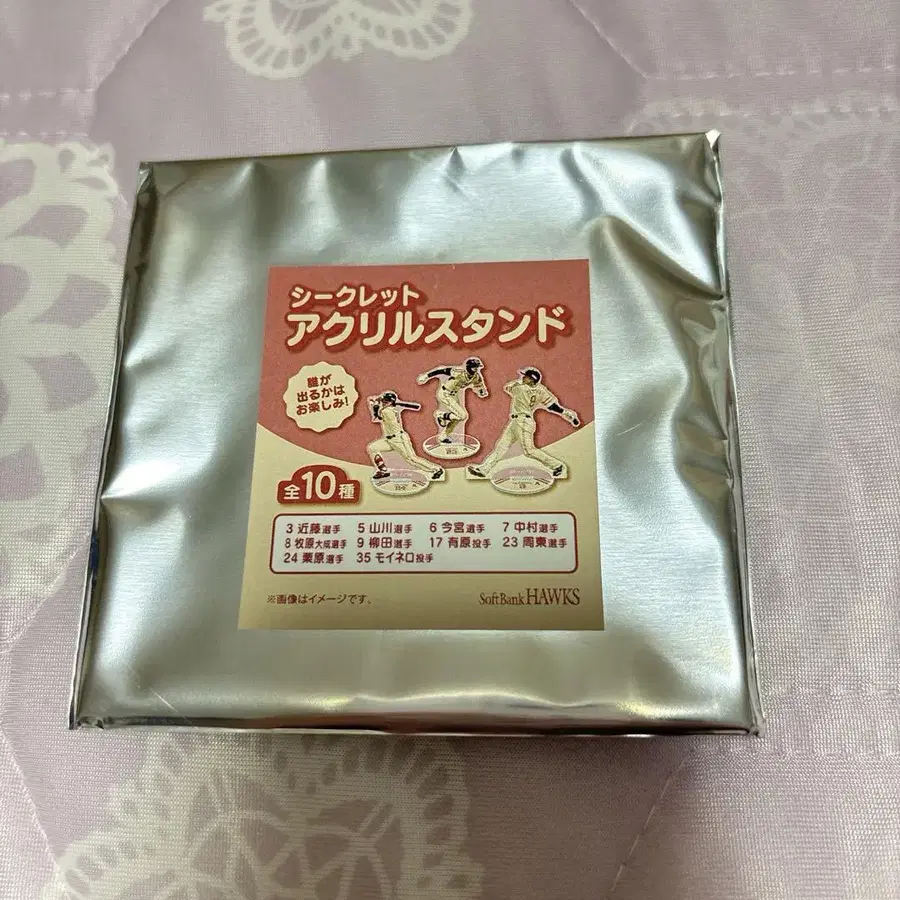 シークレット
アクリルスタンド
誰が
出るかは
お楽しみ!
全10種
3 近藤選手 5 山川選手 6 今宮選手 7 中村選手
8 牧原大成選手 9 柳田選手 17 有原投手 23 周東選手
24 栗原選手 35 モイネロ投手
※画像はイメージです。 SoftBank HAWKS